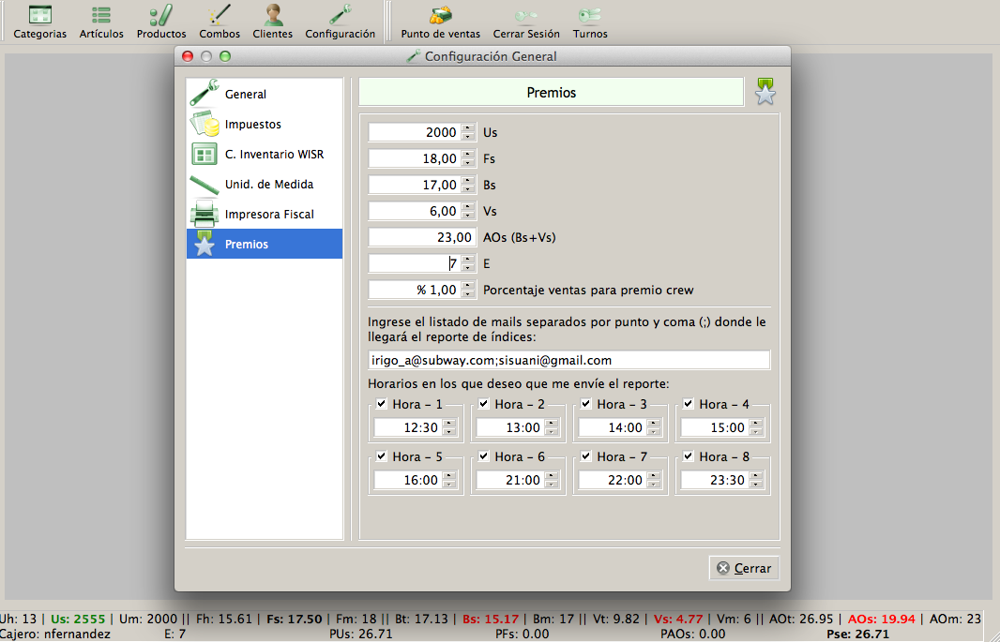 Categorias Artículos Productos Combos Clientes Configuración Punto de ventas Cerrar Sesión Turnos
Configuración General
General
Impuestos
C. Inventario WISR
Unid. de Medida
Impresora Fiscal
Premios
Premios
2000 Us
18,00 Fs
17,00 Bs
6,00 Vs
23,00 AOs (Bs+Vs)
7 E
% 1,00 Porcentaje ventas para premio crew
Ingrese el listado de mails separados por punto y coma (;) donde le
llegará el reporte de índices:
irigo_a@subway.com;sisuani@gmail.com
Horarios en los que deseo que me envíe el reporte:
Hora - 1 Hora - 2 Hora - 3 Hora - 4
12:30 13:00 14:00 15:00
Hora - 5 Hora - 6 Hora - 7 Hora - 8
16:00 21:00 22:00 23:30
Cerrar
Uh: 13 | Us: 2555 | Um: 2000 || Fh: 15.61 | Fs: 17.50 | Fm: 18 || Bt: 17.13 | Bs: 15.17 | Bm: 17 || Vt: 9.82 | Vs: 4.77 | Vm: 6 || AOt: 26.95 | AOs: 19.94 | AOm: 23
Cajero: nfernandez E: 7 PUs: 26.71 PFs: 0.00 PAOs: 0.00 Pse: 26.71